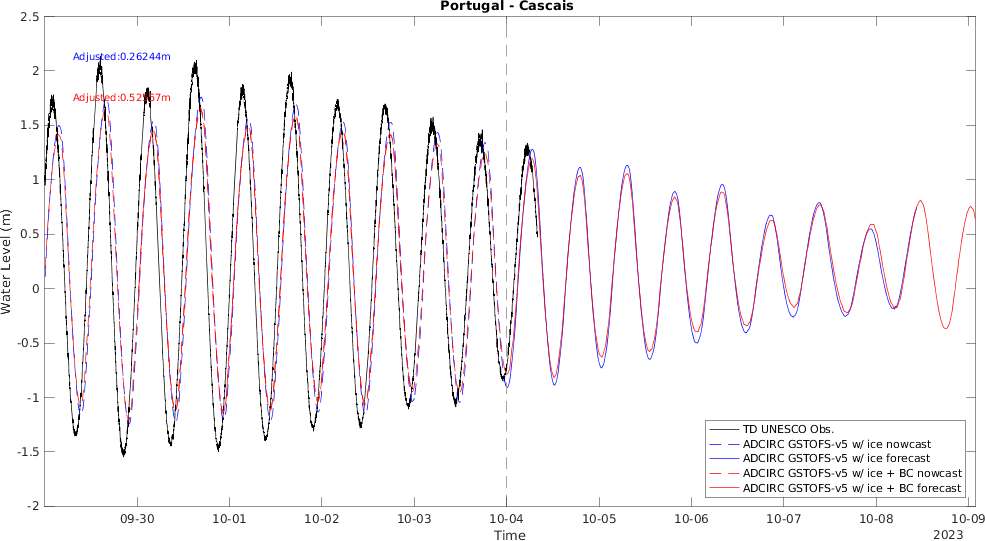 Portugal - Cascais
2.5
2
1.5
1
0.5
0
-0.5
-1
-1.5
-2
Water Level (m)
Adjusted:0.26244m
Adjusted:0.52567m
TD UNESCO Obs.
ADCIRC GSTOFS-v5 w/ ice nowcast
ADCIRC GSTOFS-v5 w/ ice forecast
ADCIRC GSTOFS-v5 w/ ice + BC nowcast
ADCIRC GSTOFS-v5 w/ ice + BC forecast
09-30 10-01 10-02 10-03 10-04 10-05 10-06 10-07 10-08 10-09
Time
2023